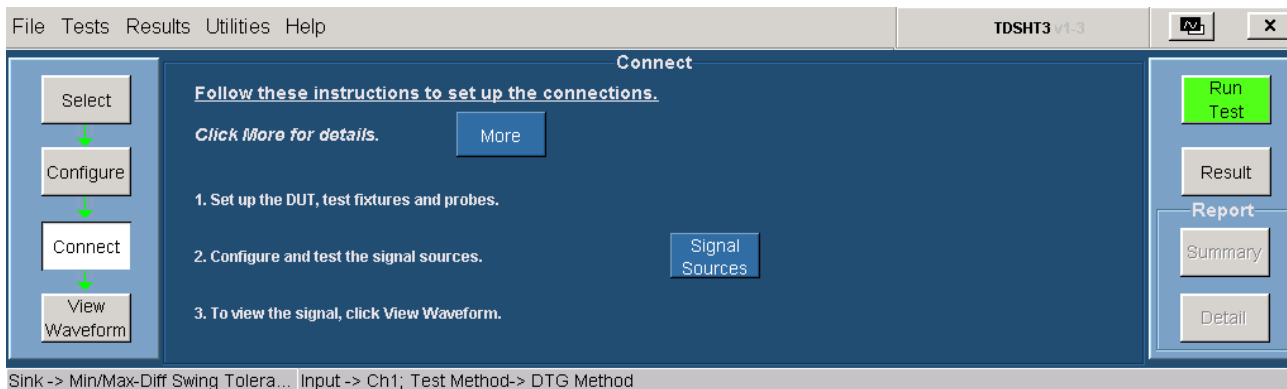 File Tests Results Utilities Help
TDSHT3 v1-3
Connect
Select
Configure
Connect
View
Waveform
Follow these instructions to set up the connections.
Click More for details.
More
1. Set up the DUT, test fixtures and probes.
2. Configure and test the signal sources.
Signal
Sources
3. To view the signal, click View Waveform.
Run
Test
Result
Report
Summary
Detail
Sink -> Min/Max-Diff Swing Tolera... Input -> Ch1; Test Method-> DTG Method